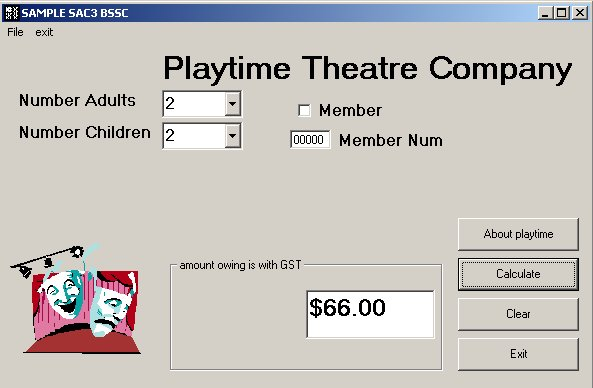 SAMPLE SAC3 BSSC
File exit
Playtime Theatre Company
Number Adults 2
Member
Number Children 2
00000 Member Num
About playtime
amount owing is with GST
Calculate
$66.00
Clear
Exit